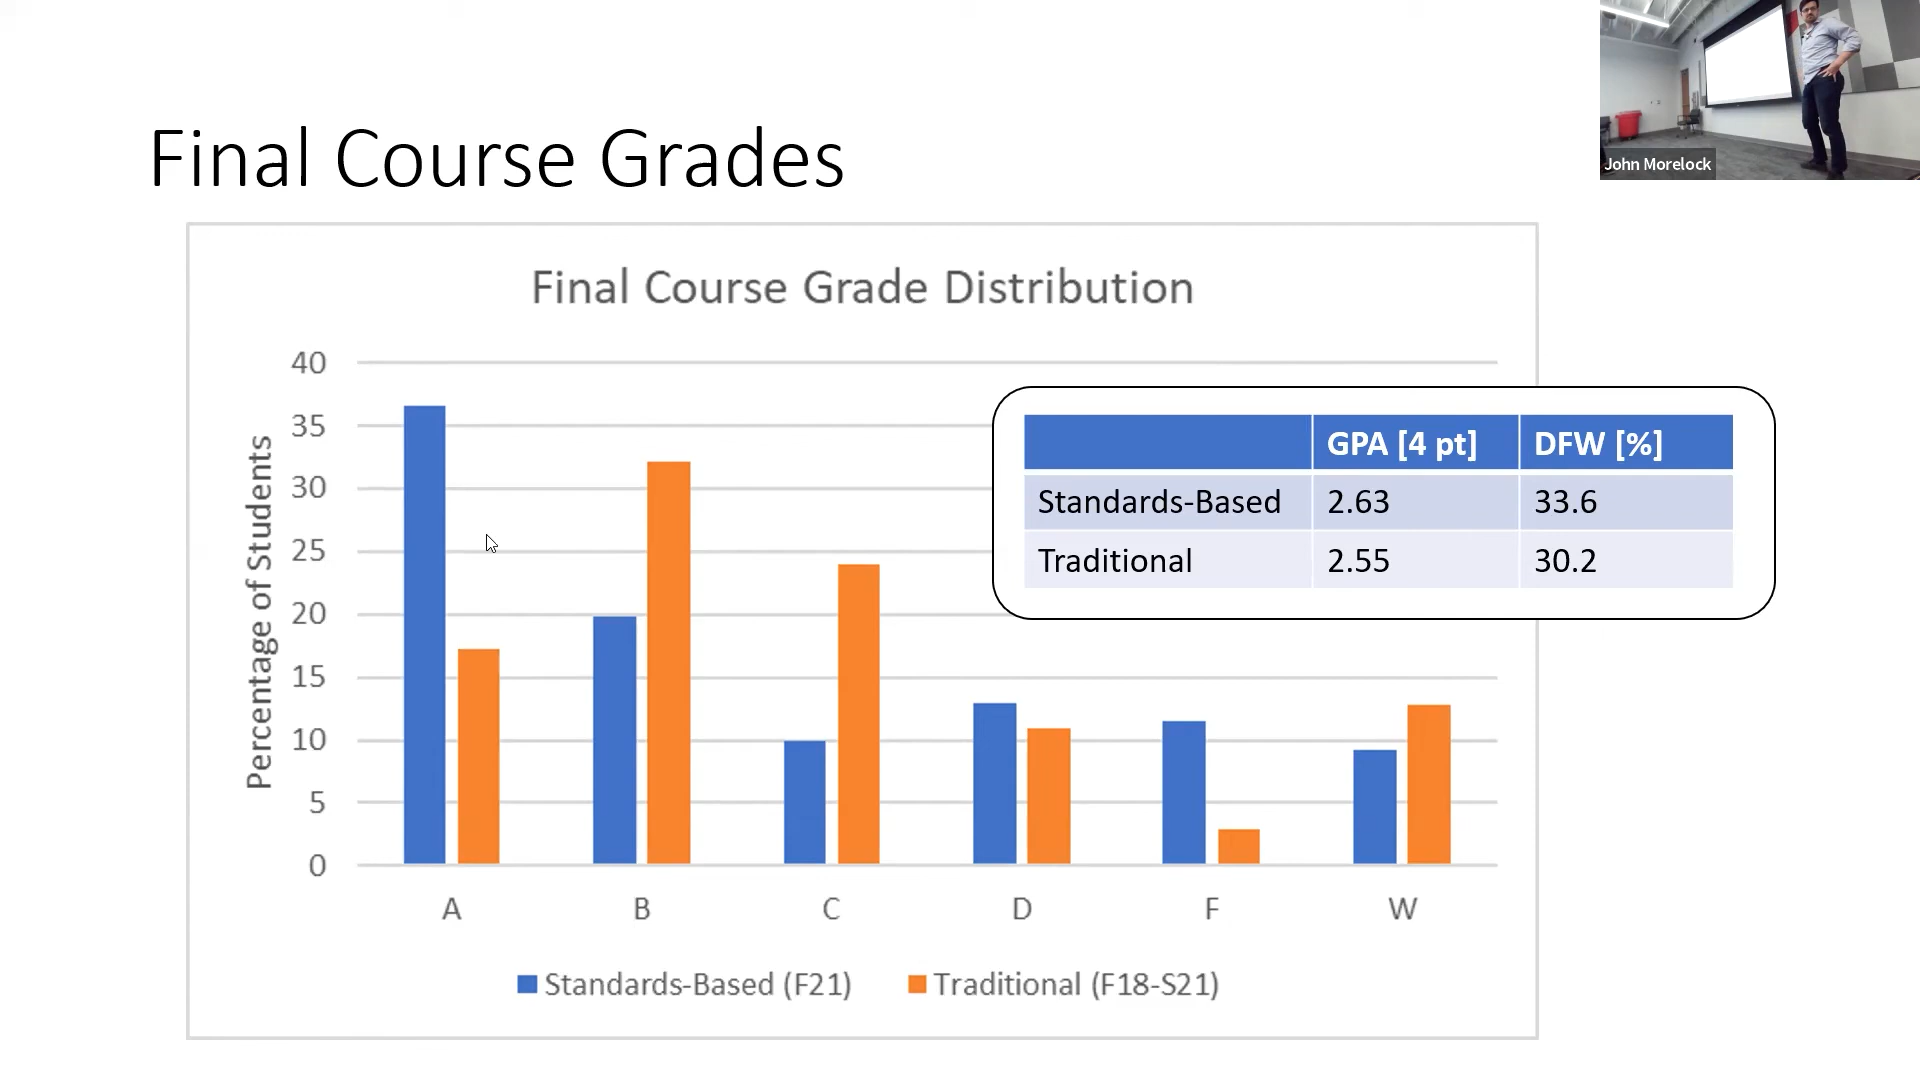 John Morelock
Final Course Grades
Final Course Grade Distribution
Percentage of Students
40
35
30
25
20
15
10
5
0
A B C D F W
Standards-Based (F21) Traditional (F18-S21)
GPA [4 pt] DFW [%]
Standards-Based 2.63 33.6
Traditional 2.55 30.2